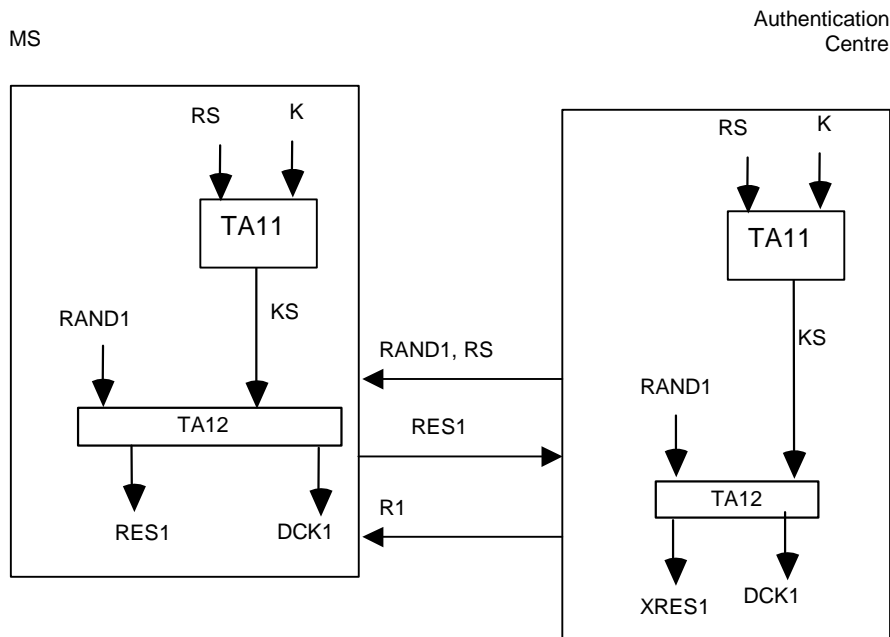 MS
Authentication
Centre
RS
K
TA11
KS
RAND1
TA12
RES1
DCK1
RAND1, RS
RES1
R1
RS
K
TA11
KS
RAND1
TA12
XRES1
DCK1